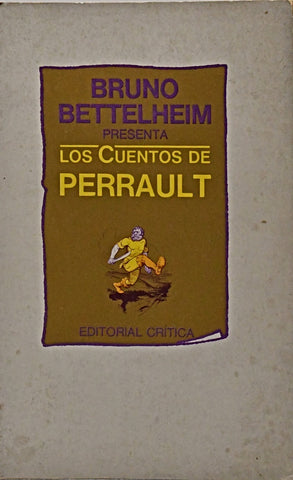 BRUNO
BETTELHEIM
PRESENTA
LOS CUENTOS DE
PERRAULT
EDITORIAL CRÍTICA